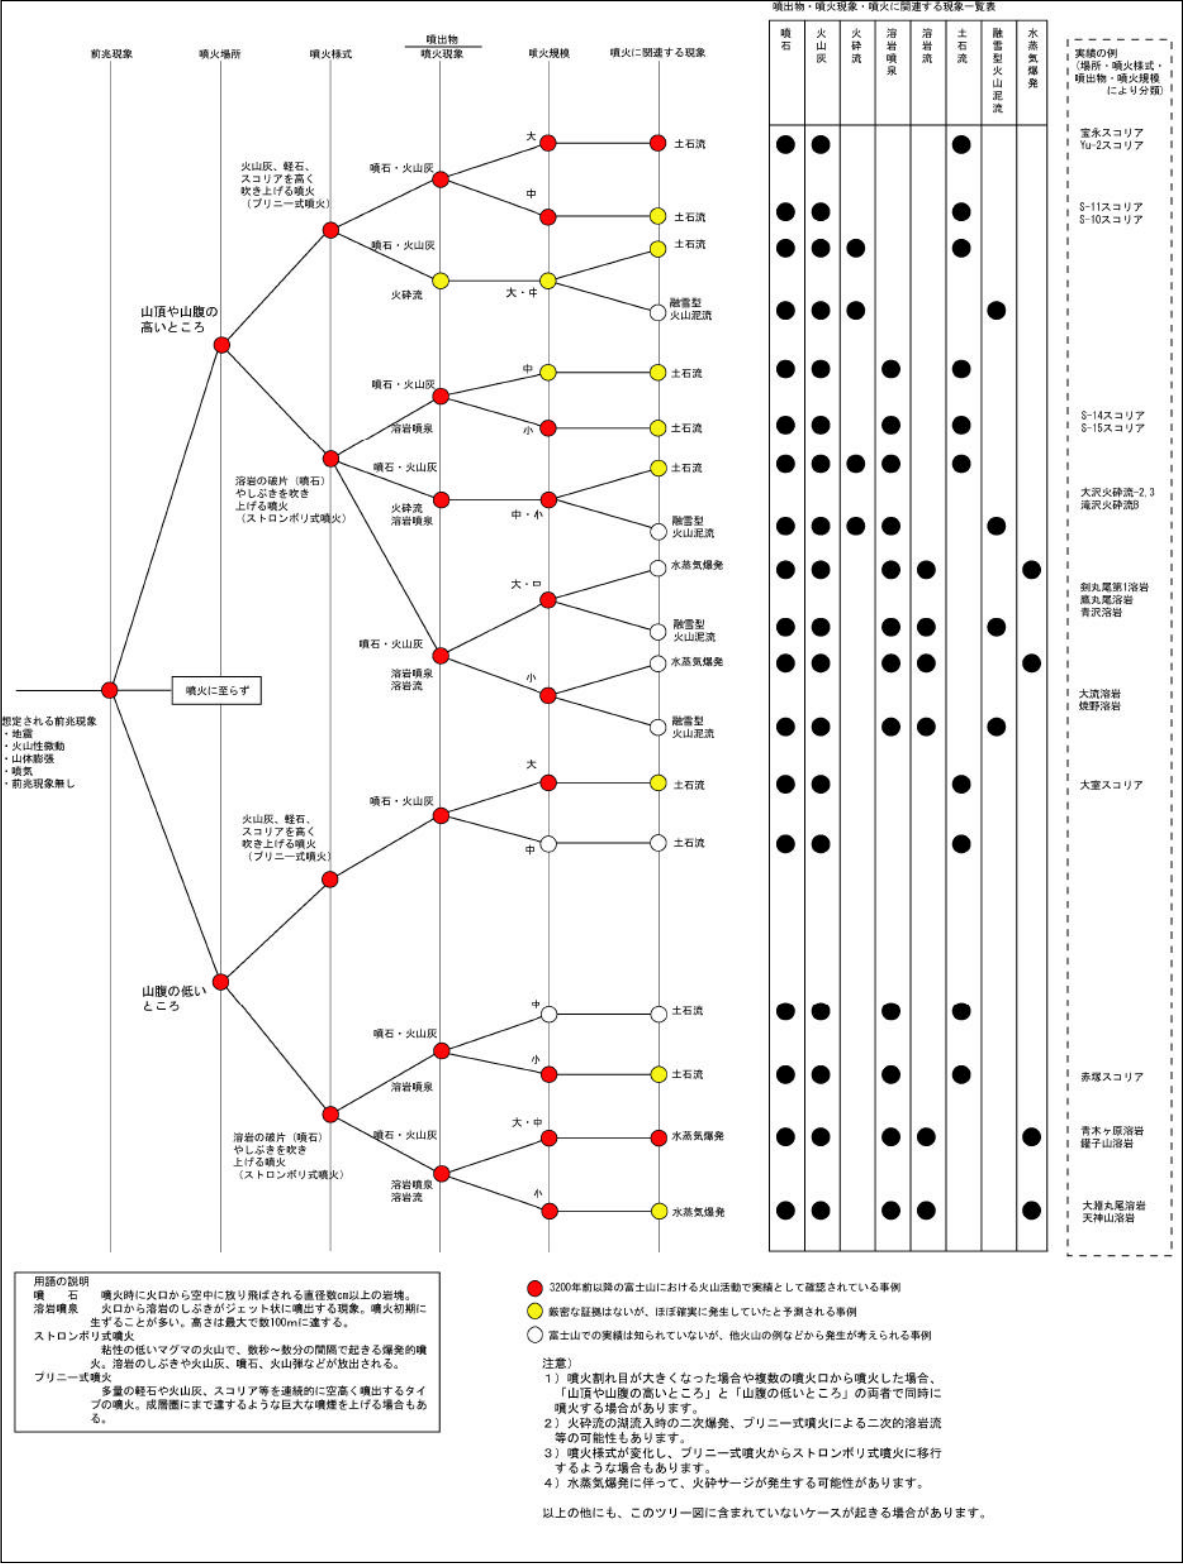 噴出物・噴火現象・噴火に関連する現象一覧表
前兆現象
噴火場所
噴火様式
噴出物
噴火現象
噴火規模
噴火に関連する現象
噴石
火山灰
火砕流
溶岩噴泉
溶岩流
土石流
融雪型火山泥流
水蒸気爆発
実績の例
(場所・噴火様式・
噴出物・噴火規模
により分類)
想定される前兆現象
・地震
・火山性微動
・山体膨張
・噴気
・前兆現象無し
噴火に至らず
山頂や山腹の
高いところ
火山灰、軽石、
スコリアを高く
吹き上げる噴火
(プリニー式噴火)
噴石・火山灰
大
土石流
宝永スコリア
Yu-2スコリア
中
土石流
S-11スコリア
S-10スコリア
噴石・火山灰
火砕流
大・中
土石流
融雪型
火山泥流
溶岩の破片(噴石)
やしぶきを吹き
上げる噴火
(ストロンボリ式噴火)
噴石・火山灰
溶岩噴泉
中
土石流
小
土石流
S-14スコリア
S-15スコリア
噴石・火山灰
火砕流
溶岩噴泉
中・小
土石流
融雪型
火山泥流
大沢火砕流-2,3
滝沢火砕流B
噴石・火山灰
溶岩噴泉
溶岩流
大・中
水蒸気爆発
融雪型
火山泥流
剣丸尾第1溶岩
鷹丸尾溶岩
青沢溶岩
小
水蒸気爆発
融雪型
火山泥流
大流溶岩
焼野溶岩
山腹の低い
ところ
火山灰、軽石、
スコリアを高く
吹き上げる噴火
(プリニー式噴火)
噴石・火山灰
大
土石流
大室スコリア
中
土石流
溶岩の破片(噴石)
やしぶきを吹き
上げる噴火
(ストロンボリ式噴火)
噴石・火山灰
溶岩噴泉
中
土石流
小
土石流
赤塚スコリア
噴石・火山灰
溶岩噴泉
溶岩流
大・中
水蒸気爆発
青木ヶ原溶岩
小
水蒸気爆発
天神山溶岩
用語の説明
噴 石 噴火時に火口から空中に放り飛ばされる直径数cm以上の岩塊。
溶岩噴泉 火口から溶岩のしぶきがジェット状に噴出する現象。噴火初期に
生ずることが多い。高さは最大で数100mに達する。
ストロンボリ式噴火
粘性の低いマグマの火山で、数秒~数分の間隔で起きる爆発的噴
火。溶岩のしぶきや火山灰、噴石、火山弾などが放出される。
プリニー式噴火
多量の軽石や火山灰、スコリア等を連続的に空高く噴出するタイ
プの噴火。成層圏にまで達するような巨大な噴煙を上げる場合もあ
る。
3200年前以降の富士山における火山活動で実績として確認されている事例
厳密な証拠はないが、ほぼ確実に発生していたと予測される事例
富士山での実績は知られていないが、他火山の例などから発生が考えられる事例
注意)
1)噴火割れ目が大きくなった場合や複数の噴火口から噴火した場合、
「山頂や山腹の高いところ」と「山腹の低いところ」の両者で同時に
噴火する場合があります。
2)火砕流の湖流入時の二次爆発、プリニー式噴火による二次的溶岩流
等の可能性もあります。
3)噴火様式が変化し、プリニー式噴火からストロンボリ式噴火に移行
するような場合もあります。
4)水蒸気爆発に伴って、火砕サージが発生する可能性があります。
以上の他にも、このツリー図に含まれていないケースが起きる場合があります。